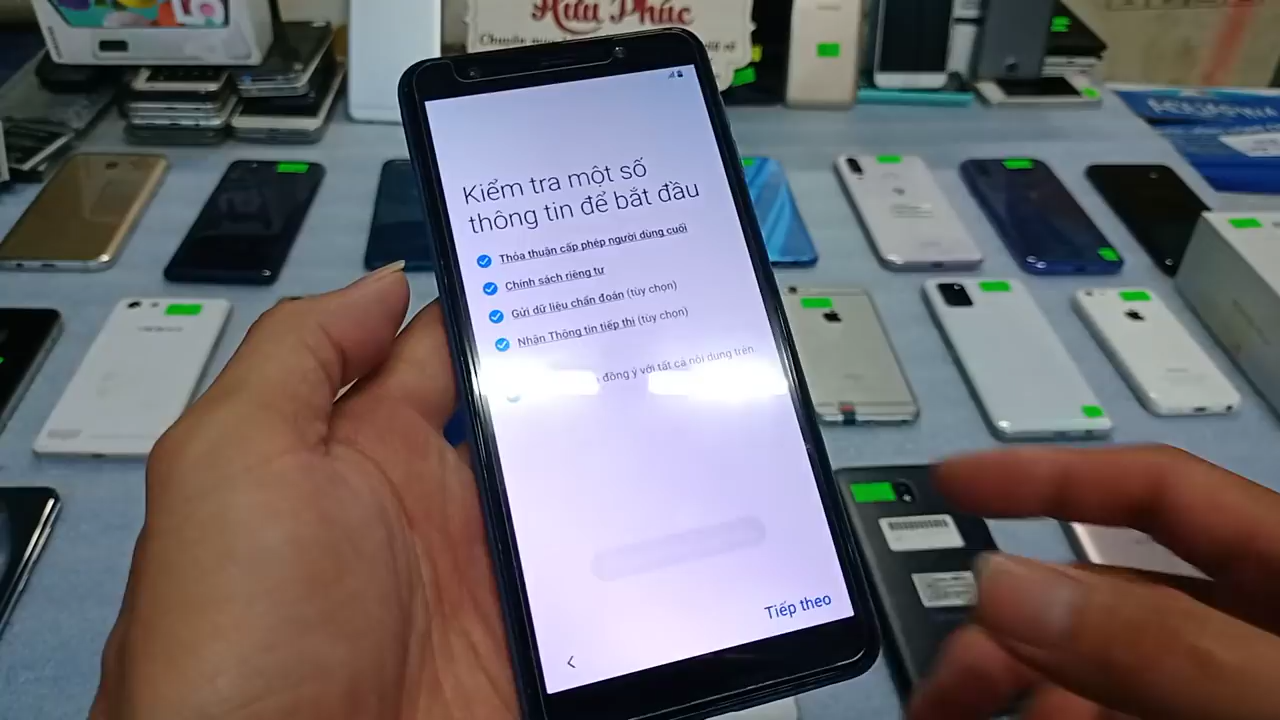 Hưu Phúc
Kiểm tra một số
thông tin để bắt đầu
Thỏa thuận cấp phép người dùng cuối
Chính sách riêng tư
Gửi dữ liệu chẩn đoán (tùy chọn)
Nhận Thông tin tiếp thị (tùy chọn)
đồng ý với tất cả nội dung trên.
Tiếp theo